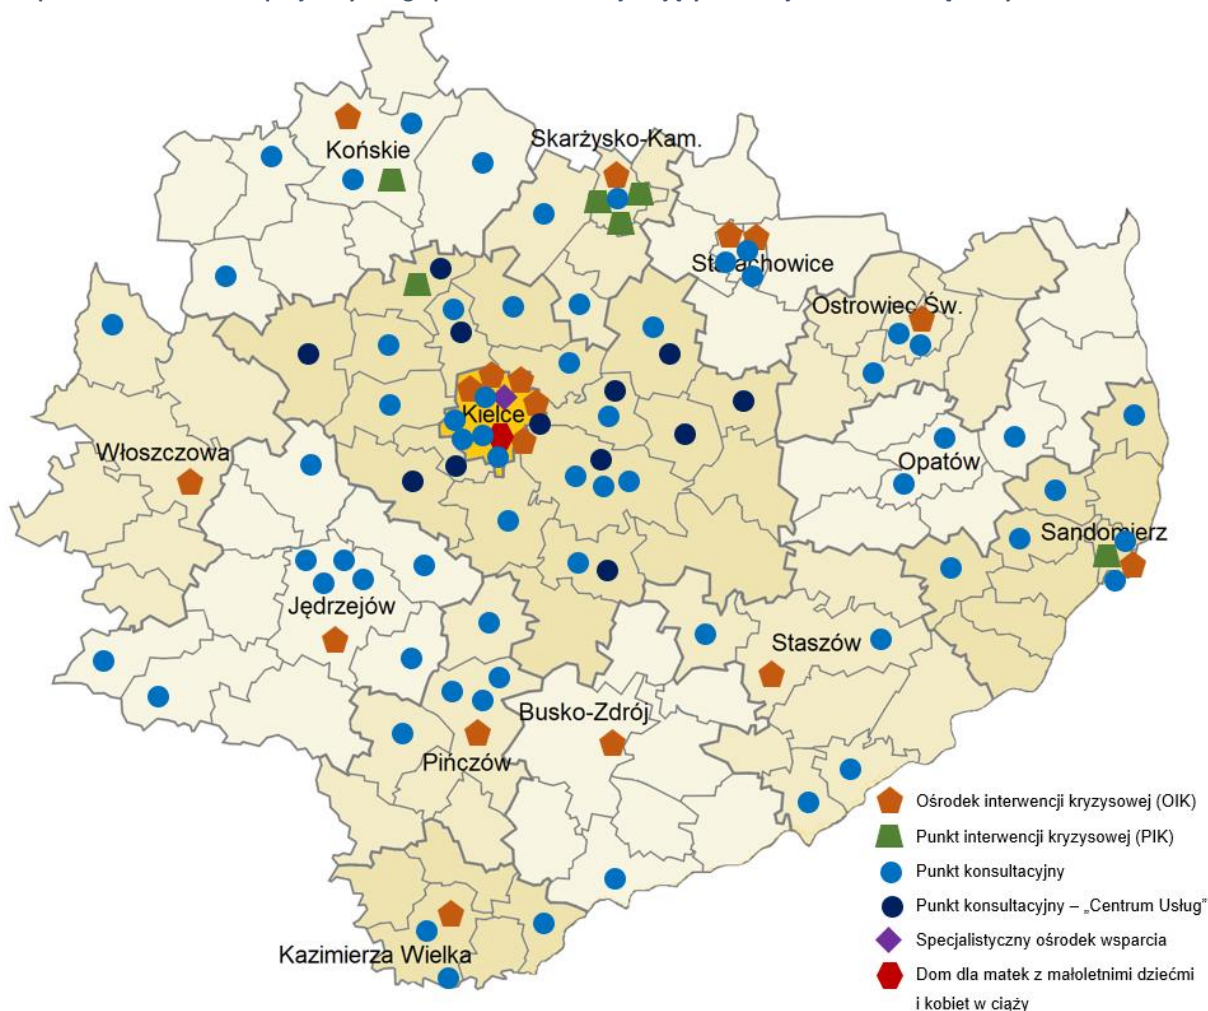 Skarżysko-Kam.
Końskie
Starachowice
Ostrowiec Św.
Kielce
Włoszczowa
Opatów
Sandomierz
Jędrzejów
Staszów
Busko-Zdrój
Pińczów
Kazimierza Wielka
Ośrodek interwencji kryzysowej (OIK)
Punkt interwencji kryzysowej (PIK)
Punkt konsultacyjny
Punkt konsultacyjny – „Centrum Usług”
Specjalistyczny ośrodek wsparcia
Dom dla matek z małoletnimi dziećmi
i kobiet w ciąży